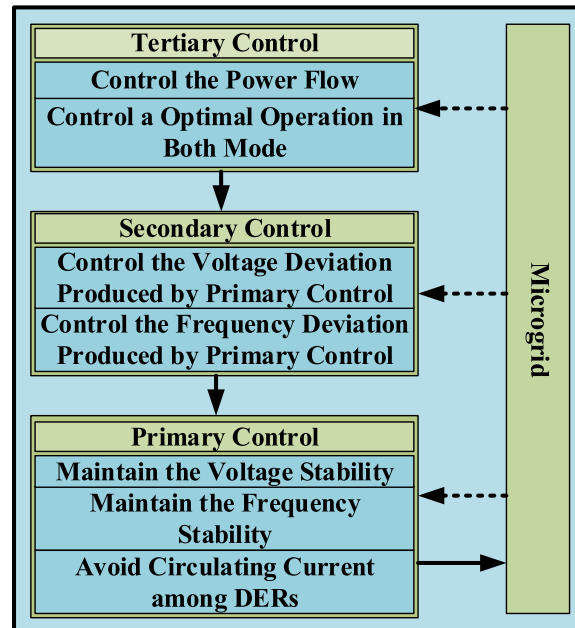 Tertiary Control
Control the Power Flow
Control a Optimal Operation in
Both Mode
Secondary Control
Control the Voltage Deviation
Produced by Primary Control
Control the Frequency Deviation
Produced by Primary Control
Primary Control
Maintain the Voltage Stability
Maintain the Frequency
Stability
Avoid Circulating Current
among DERs
Microgrid